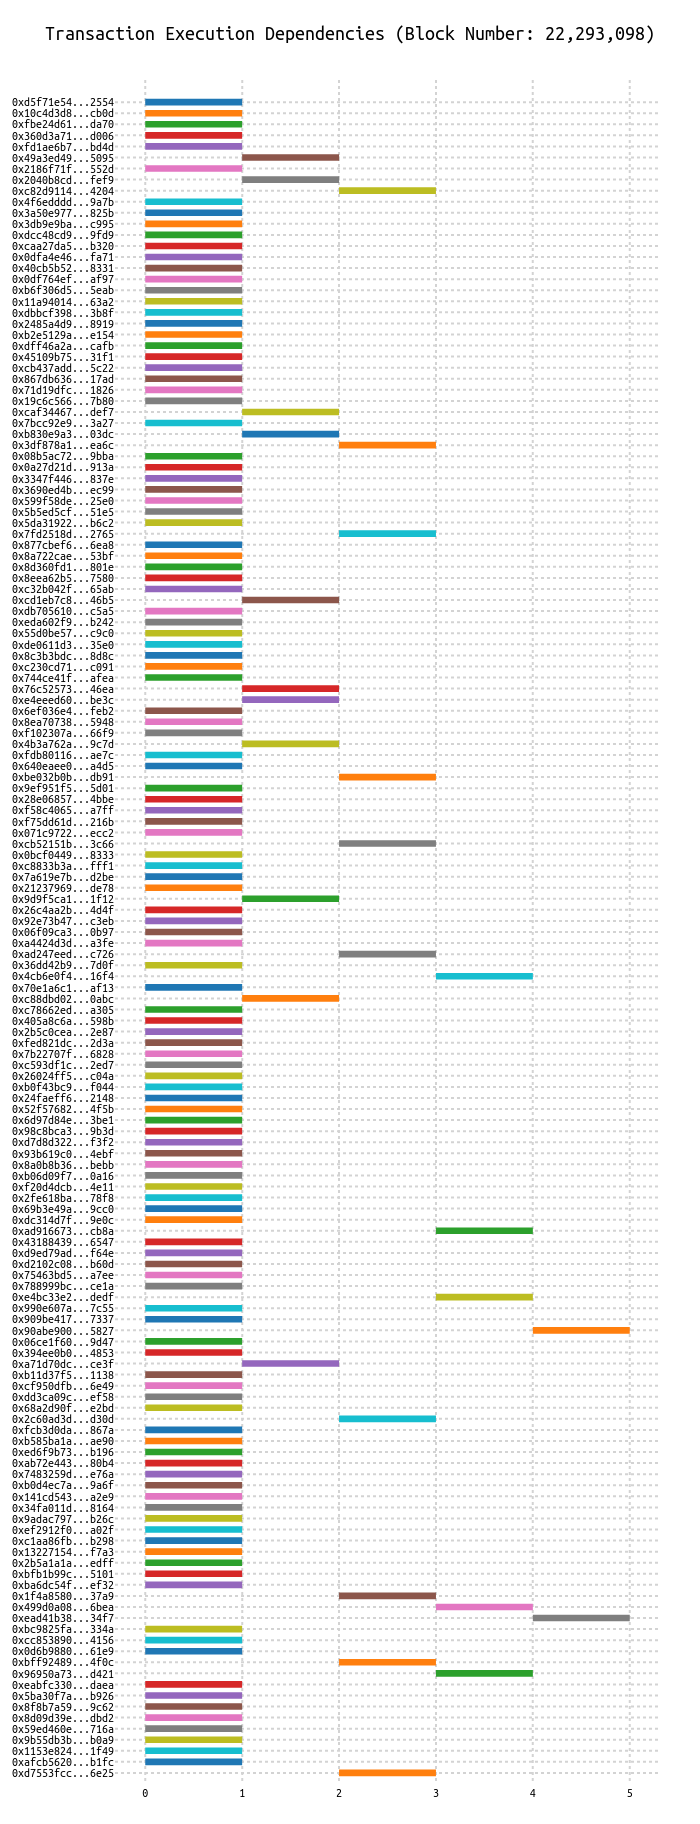 Transaction Execution Dependencies (Block Number: 22,293,098)
0xd5f71e54...2554
0x10c4d3d8...cb0d
0xfbe24d61...da70
0x360d3a71...d006
0xfd1ae6b7...bd4d
0x49a3ed49...5095
0x2186f71f...552d
0x2040b8cd...fef9
0xc82d9114...4204
0x4f6edddd...9a7b
0x3a50e977...825b
0x3db9e9ba...c995
0xdcc48cd9...9fd9
0xcaa27da5...b320
0x0dfa4e46...fa71
0x40cb5b52...8331
0x0df764ef...af97
0xb6f306d5...5eab
0x11a94014...63a2
0xdbbcf398...3b8f
0x2485a4d9...8919
0xb2e5129a...e154
0xdff46a2a...cafb
0x45109b75...31f1
0xcb437add...5c22
0x867db636...17ad
0x71d19dfc...1826
0x19c6c566...7b80
0xcaf34467...def7
0x7bcc92e9...3a27
0xb830e9a3...03dc
0x3df878a1...ea6c
0x08b5ac72...9bba
0x0a27d21d...913a
0x3347f446...837e
0x3690ed4b...ec99
0x599f58de...25e0
0x5b5ed5cf...51e5
0x5da31922...b6c2
0x7fd2518d...2765
0x877cbef6...6ea8
0x8a722cae...53bf
0x8d360fd1...801e
0x8eea62b5...7580
0xc32b042f...65ab
0xcd1eb7c8...46b5
0xdb705610...c5a5
0xeda602f9...b242
0x55d0be57...c9c0
0xde0611d3...35e0
0x8c3b3bdc...8d8c
0xc230cd71...c091
0x744ce41f...afea
0x76c52573...46ea
0xe4eeed60...be3c
0x6ef036e4...feb2
0x8ea70738...5948
0xf102307a...66f9
0x4b3a762a...9c7d
0xfdb80116...ae7c
0x640eaee0...a4d5
0xbe032b0b...db91
0x9ef951f5...5d01
0x28e06857...4bbe
0xf58c4065...a7ff
0xf75dd61d...216b
0x071c9722...ecc2
0xcb52151b...3c66
0x0bcf0449...8333
0xc8833b3a...fff1
0x7a619e7b...d2be
0x21237969...de78
0x9d9f5ca1...1f12
0x26c4aa2b...4d4f
0x92e73b47...c3eb
0x06f09ca3...0b97
0xa4424d3d...a3fe
0xad247eed...c726
0x36dd42b9...7d0f
0x4cb6e0f4...16f4
0x70e1a6c1...af13
0xc88dbd02...0abc
0xc78662ed...a305
0x405a8c6a...598b
0x2b5c0cea...2e87
0xfed821dc...2d3a
0x7b22707f...6828
0xc593df1c...2ed7
0x26024ff5...c04a
0xb0f43bc9...f044
0x24faeff6...2148
0x52f57682...4f5b
0x6d97d84e...3be1
0x98c8bca3...9b3d
0xd7d8d322...f3f2
0x93b619c0...4ebf
0x8a0b8b36...bebb
0xb06d09f7...0a16
0xf20d4dcb...4e11
0x2fe618ba...78f8
0x69b3e49a...9cc0
0xdc314d7f...9e0c
0xad916673...cb8a
0x43188439...6547
0xd9ed79ad...f64e
0xd2102c08...b60d
0x75463bd5...a7ee
0x788999bc...ce1a
0xe4bc33e2...dedf
0x990e607a...7c55
0x909be417...7337
0x90abe900...5827
0x06ce1f60...9d47
0x394ee0b0...4853
0xa71d70dc...ce3f
0xb11d37f5...1138
0xcf950dfb...6e49
0xdd3ca09c...ef58
0x68a2d90f...e2bd
0x2c60ad3d...d30d
0xfcb3d0da...867a
0xb585ba1a...ae90
0xed6f9b73...b196
0xab72e443...80b4
0x7483259d...e76a
0xb0d4ec7a...9a6f
0x141cd543...a2e9
0x34fa011d...8164
0x9adac797...b26c
0xef2912f0...a02f
0xc1aa86fb...b298
0x13227154...f7a3
0x2b5a1a1a...edff
0xbfb1b99c...5101
0xba6dc54f...ef32
0x1f4a8580...37a9
0x499d0a08...6bea
0xead41b38...34f7
0xbc9825fa...334a
0xcc853890...4156
0x0d6b9880...61e9
0xbff92489...4f0c
0x96950a73...d421
0xeabfc330...daea
0x5ba30f7a...b926
0x8f8b7a59...9c62
0x8d09d39e...dbd2
0x59ed460e...716a
0x9b55db3b...b0a9
0x1153e824...1f49
0xafcb5620...b1fc
0xd7553fcc...6e25
0 1 2 3 4 5